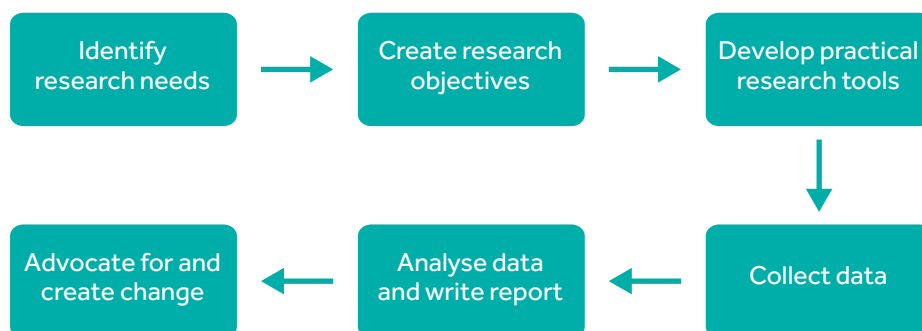 Identify
research needs
Create research
objectives
Develop practical
research tools
Collect data
Analyse data
and write report
Advocate for and
create change